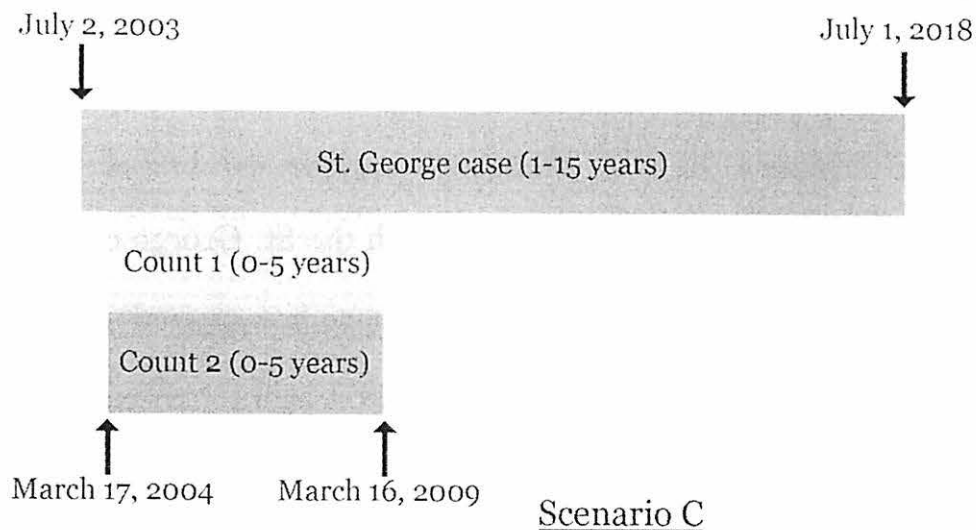 July 2, 2003 July 1, 2018
St. George case (1-15 years)
Count 1 (0-5 years)
Count 2 (0-5 years)
March 17, 2004 March 16, 2009
Scenario C